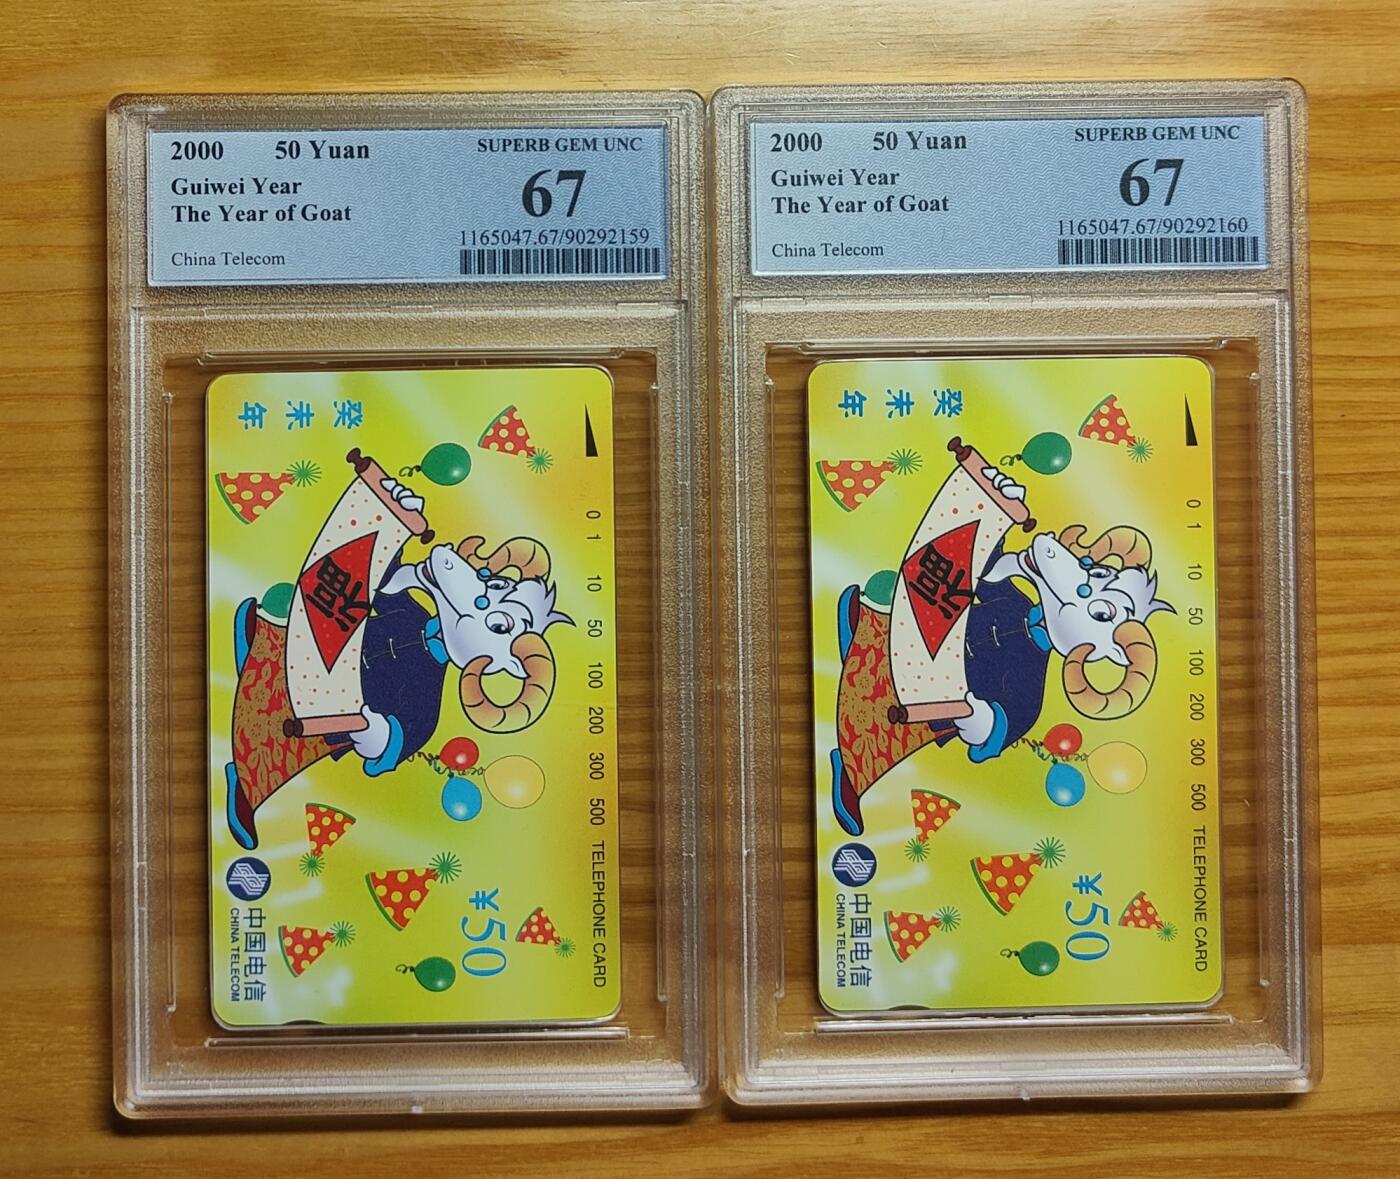 2000 50 Yuan
SUPERB GEM UNC
Guiwei Year
67
The Year of Goat
1165047.67/90292159
China Telecom
癸未年
福
0 1 10 50 100 200 300 500 TELEPHONE CARD
¥50
中国电信
CHINA TELECOM
2000 50 Yuan
SUPERB GEM UNC
Guiwei Year
67
The Year of Goat
1165047.67/90292160
China Telecom
癸未年
福
0 1 10 50 100 200 300 500 TELEPHONE CARD
¥50
中国电信
CHINA TELECOM